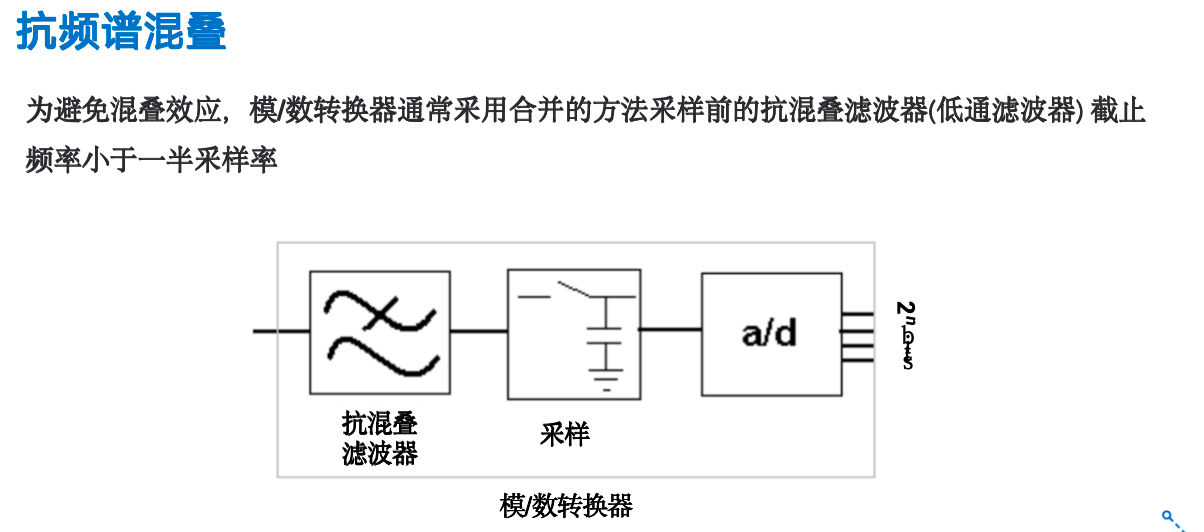 抗频谱混叠
为避免混叠效应，模/数转换器通常采用合并的方法采样前的抗混叠滤波器(低通滤波器) 截止
频率小于一半采样率
a/d
2ⁿ bits
抗混叠
滤波器
采样
模/数转换器